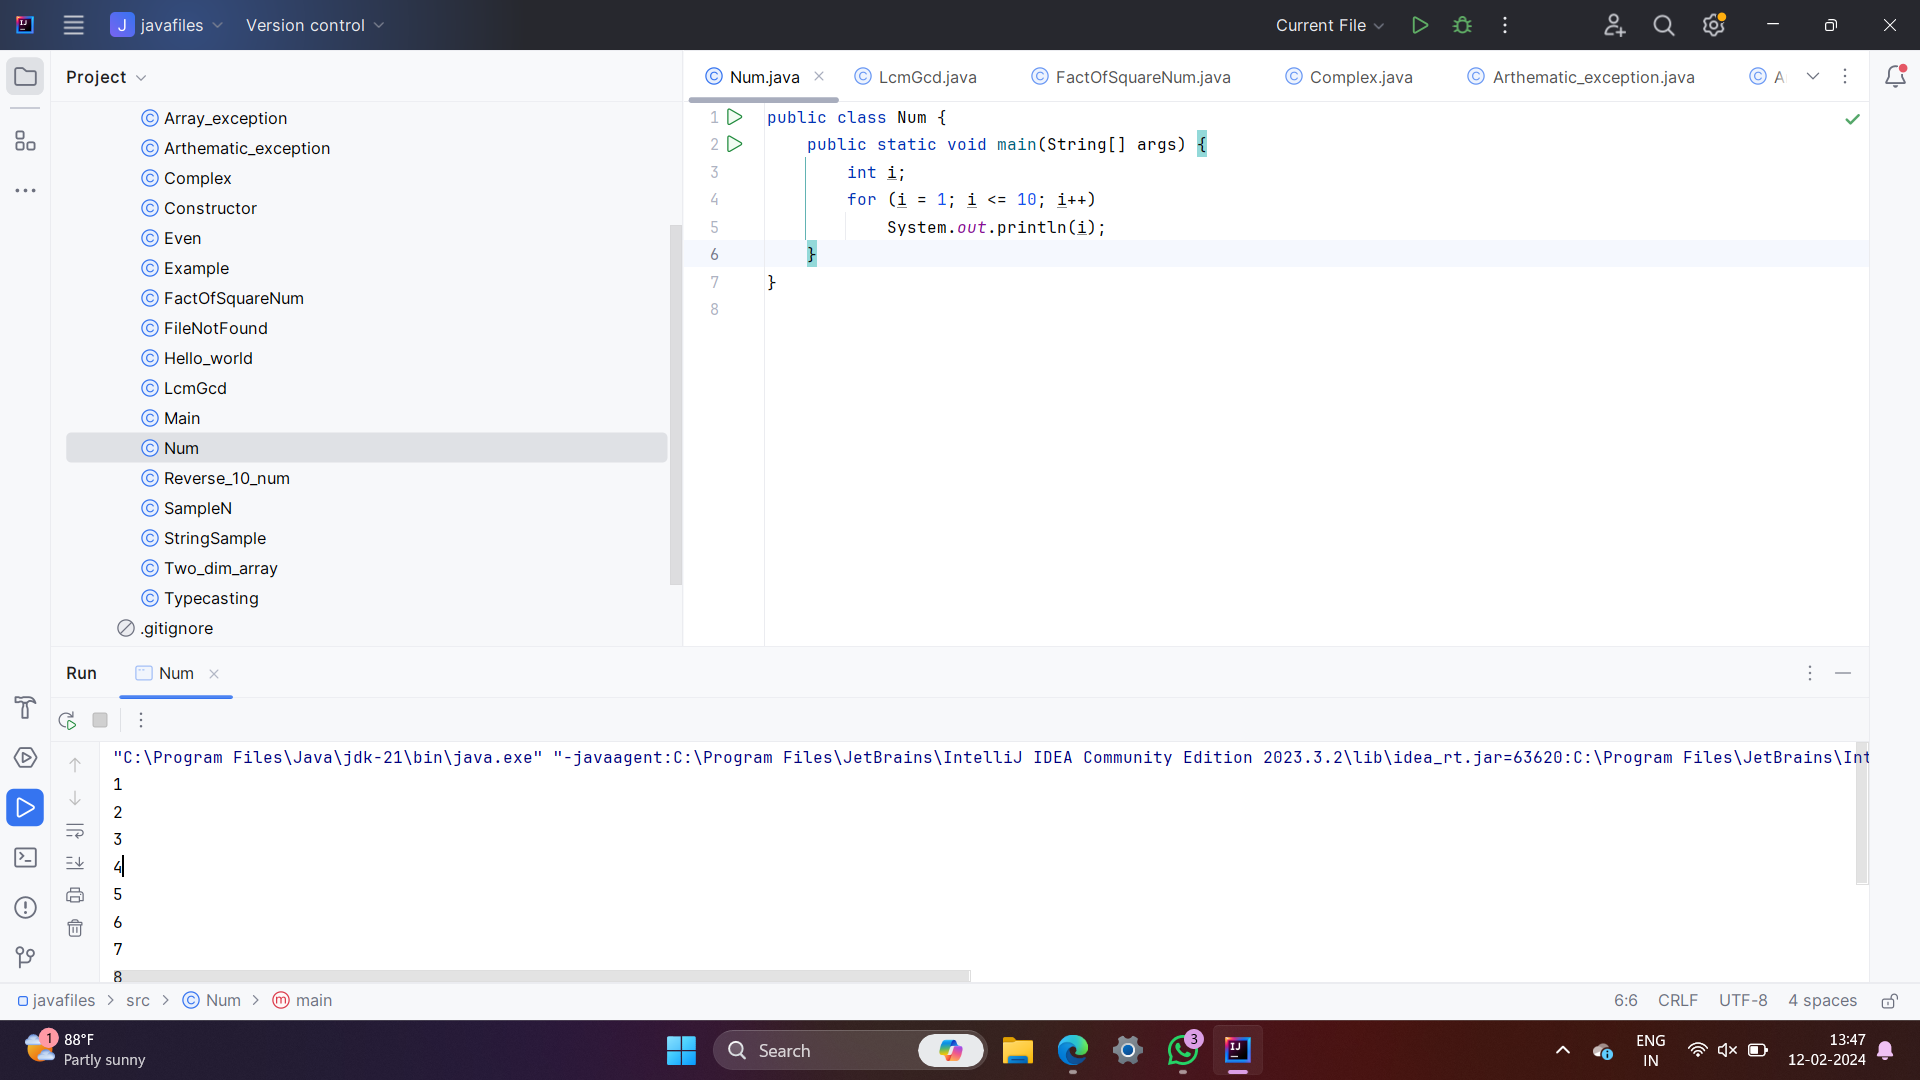 javafiles
Version control
Current File
Project
Array_exception
Arthematic_exception
Complex
Constructor
Even
Example
FactOfSquareNum
FileNotFound
Hello_world
LcmGcd
Main
Num
Reverse_10_num
SampleN
StringSample
Two_dim_array
Typecasting
.gitignore
Num.java LcmGcd.java FactOfSquareNum.java Complex.java Arthematic_exception.java A
1 public class Num {
2 public static void main(String[] args) {
3 int i;
4 for (i = 1; i <= 10; i++)
5 System.out.println(i);
6 }
7 }
8
Run Num
"C:\Program Files\Java\jdk-21\bin\java.exe" "-javaagent:C:\Program Files\JetBrains\IntelliJ IDEA Community Edition 2023.3.2\lib\idea_rt.jar=63620:C:\Program Files\JetBrains\Int
1
2
3
4
5
6
7
8
javafiles > src > Num > main
6:6 CRLF UTF-8 4 spaces
1 88°F
Partly sunny
Search
3
ENG
IN
13:47
12-02-2024